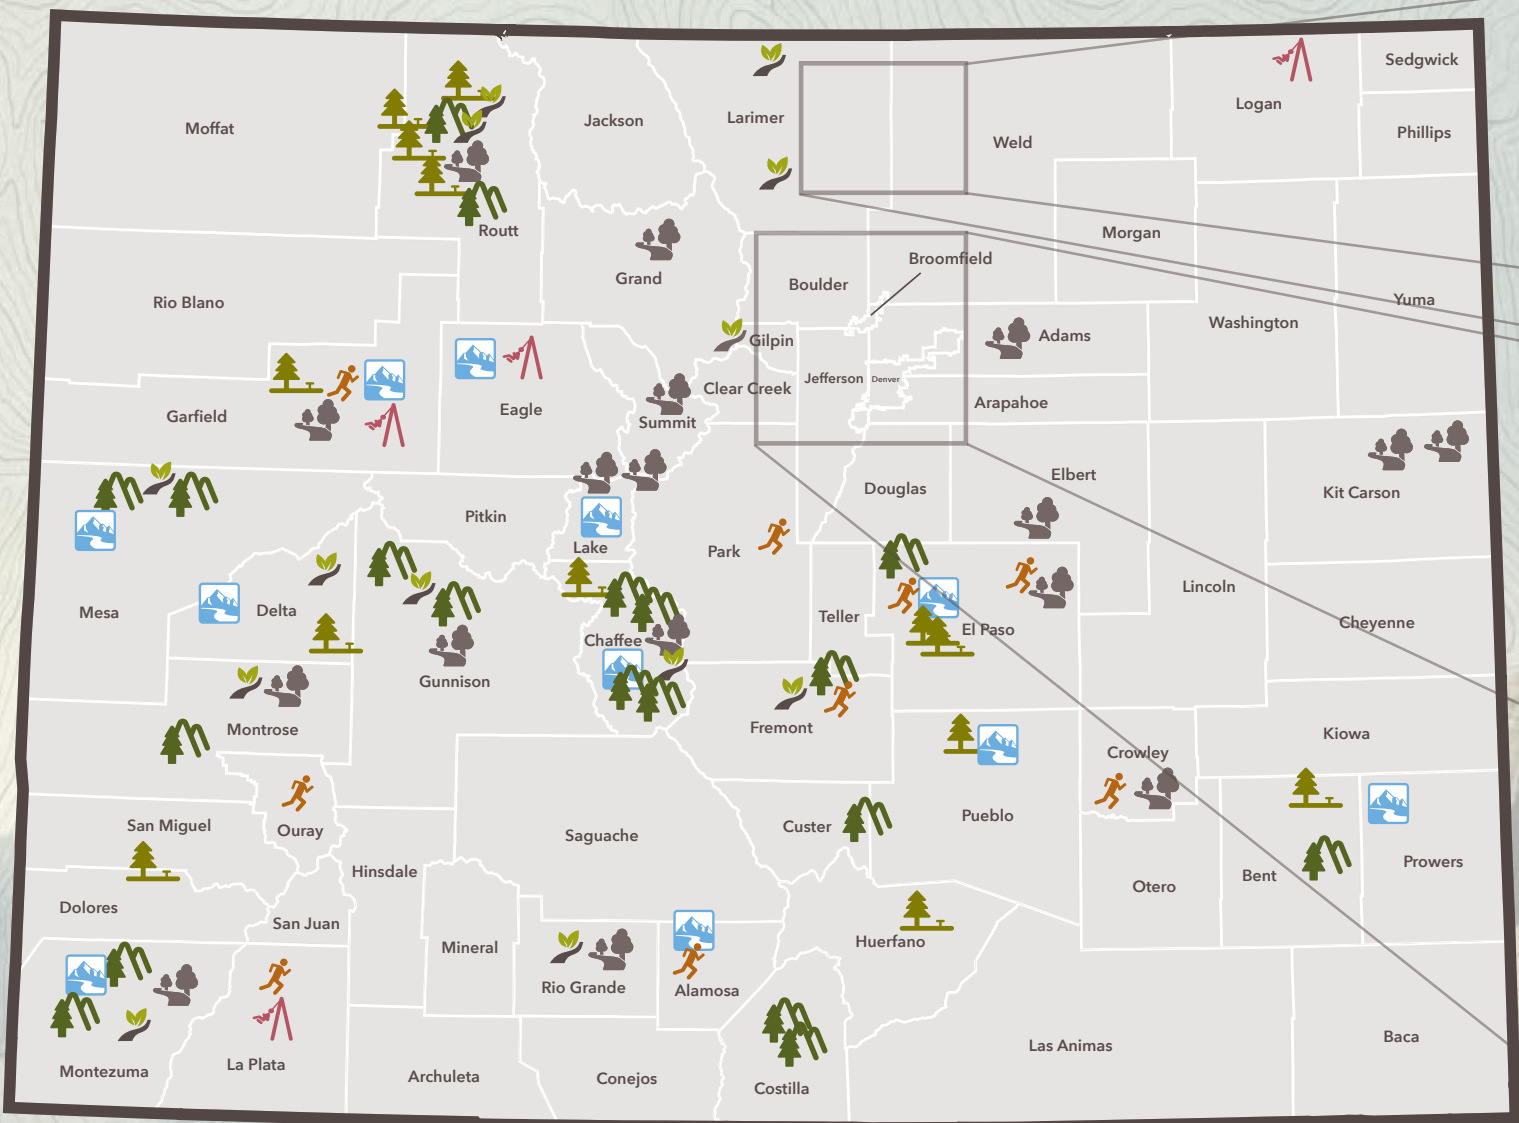 Sedgwick
Logan
Jackson
Larimer
Moffat
Phillips
Weld
Routt
Morgan
Broomfield
Grand
Boulder
Rio Blano
Yuma
Washington
Adams
Gilpin
Jefferson
Denver
Clear Creek
Arapahoe
Eagle
Garfield
Summit
Elbert
Douglas
Kit Carson
Pitkin
Lake
Park
Lincoln
Mesa
Delta
Teller
Cheyenne
El Paso
Chaffee
Gunnison
Montrose
Fremont
Kiowa
Crowley
Pueblo
San Miguel
Custer
Ouray
Saguache
Prowers
Hinsdale
Bent
Otero
Dolores
San Juan
Huerfano
Mineral
Rio Grande
Alamosa
Baca
Las Animas
La Plata
Montezuma
Archuleta
Conejos
Costilla